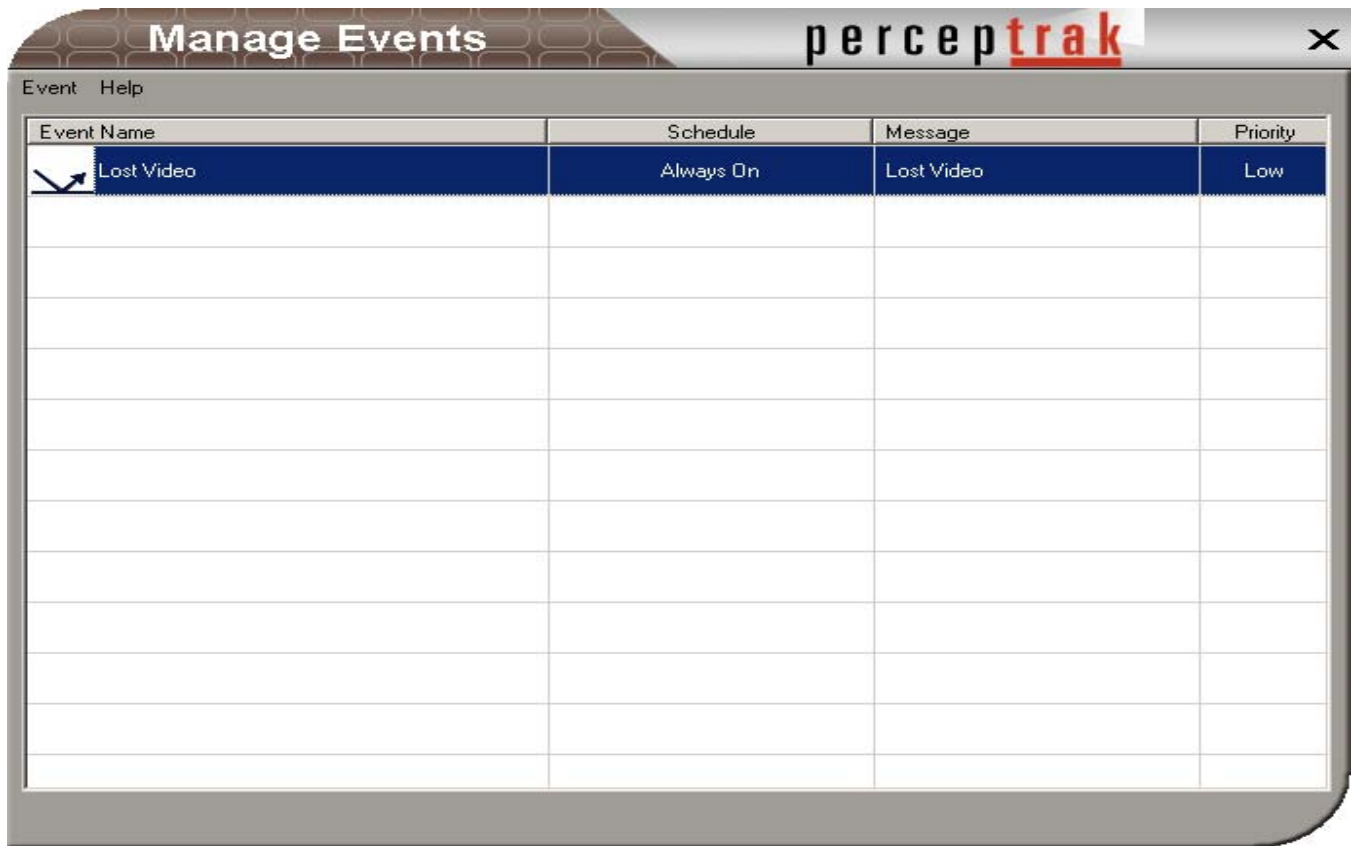 Manage Events
perceptrak
Event Help
Event Name Schedule Message Priority
Lost Video Always On Lost Video Low